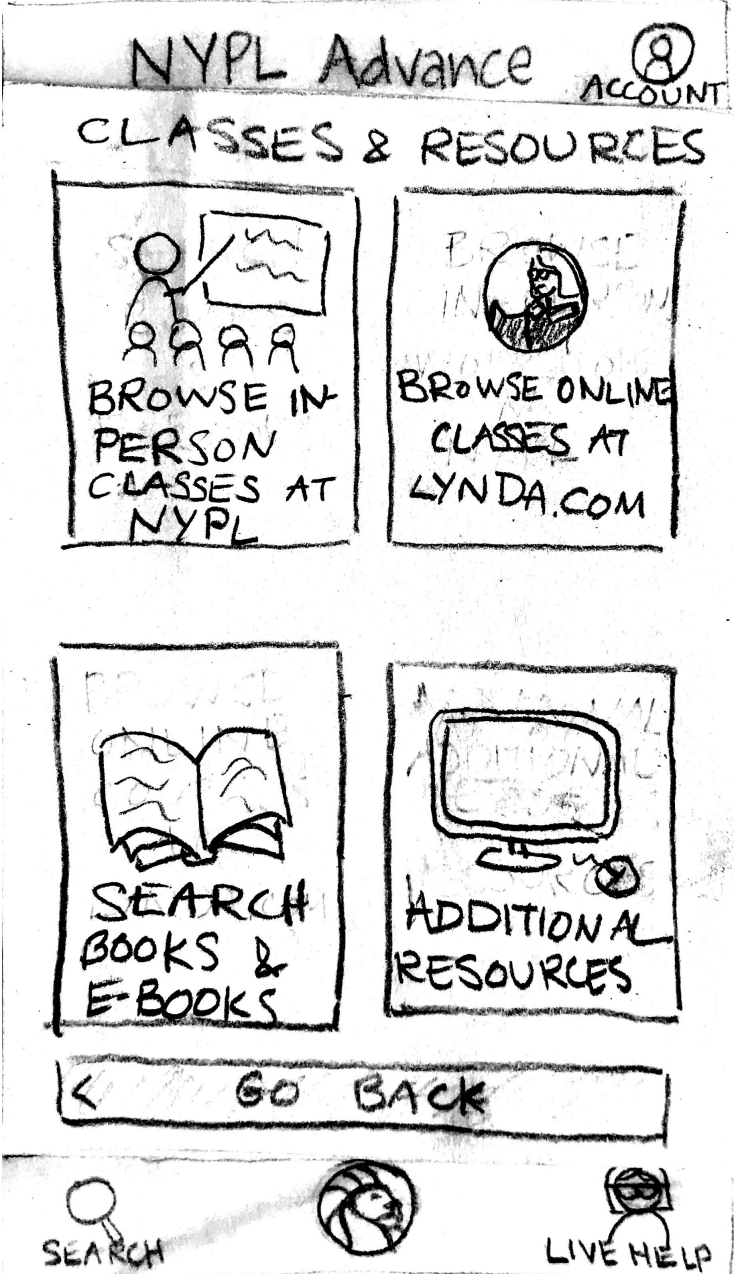 NYPL Advance
ACCOUNT
CLASSES & RESOURCES
BROWSE IN-
PERSON
CLASSES AT
NYPL
BROWSE ONLINE
CLASSES AT
LYNDA.COM
SEARCH
BOOKS &
E-BOOKS
ADDITIONAL
RESOURCES
< GO BACK
SEARCH
LIVE HELP